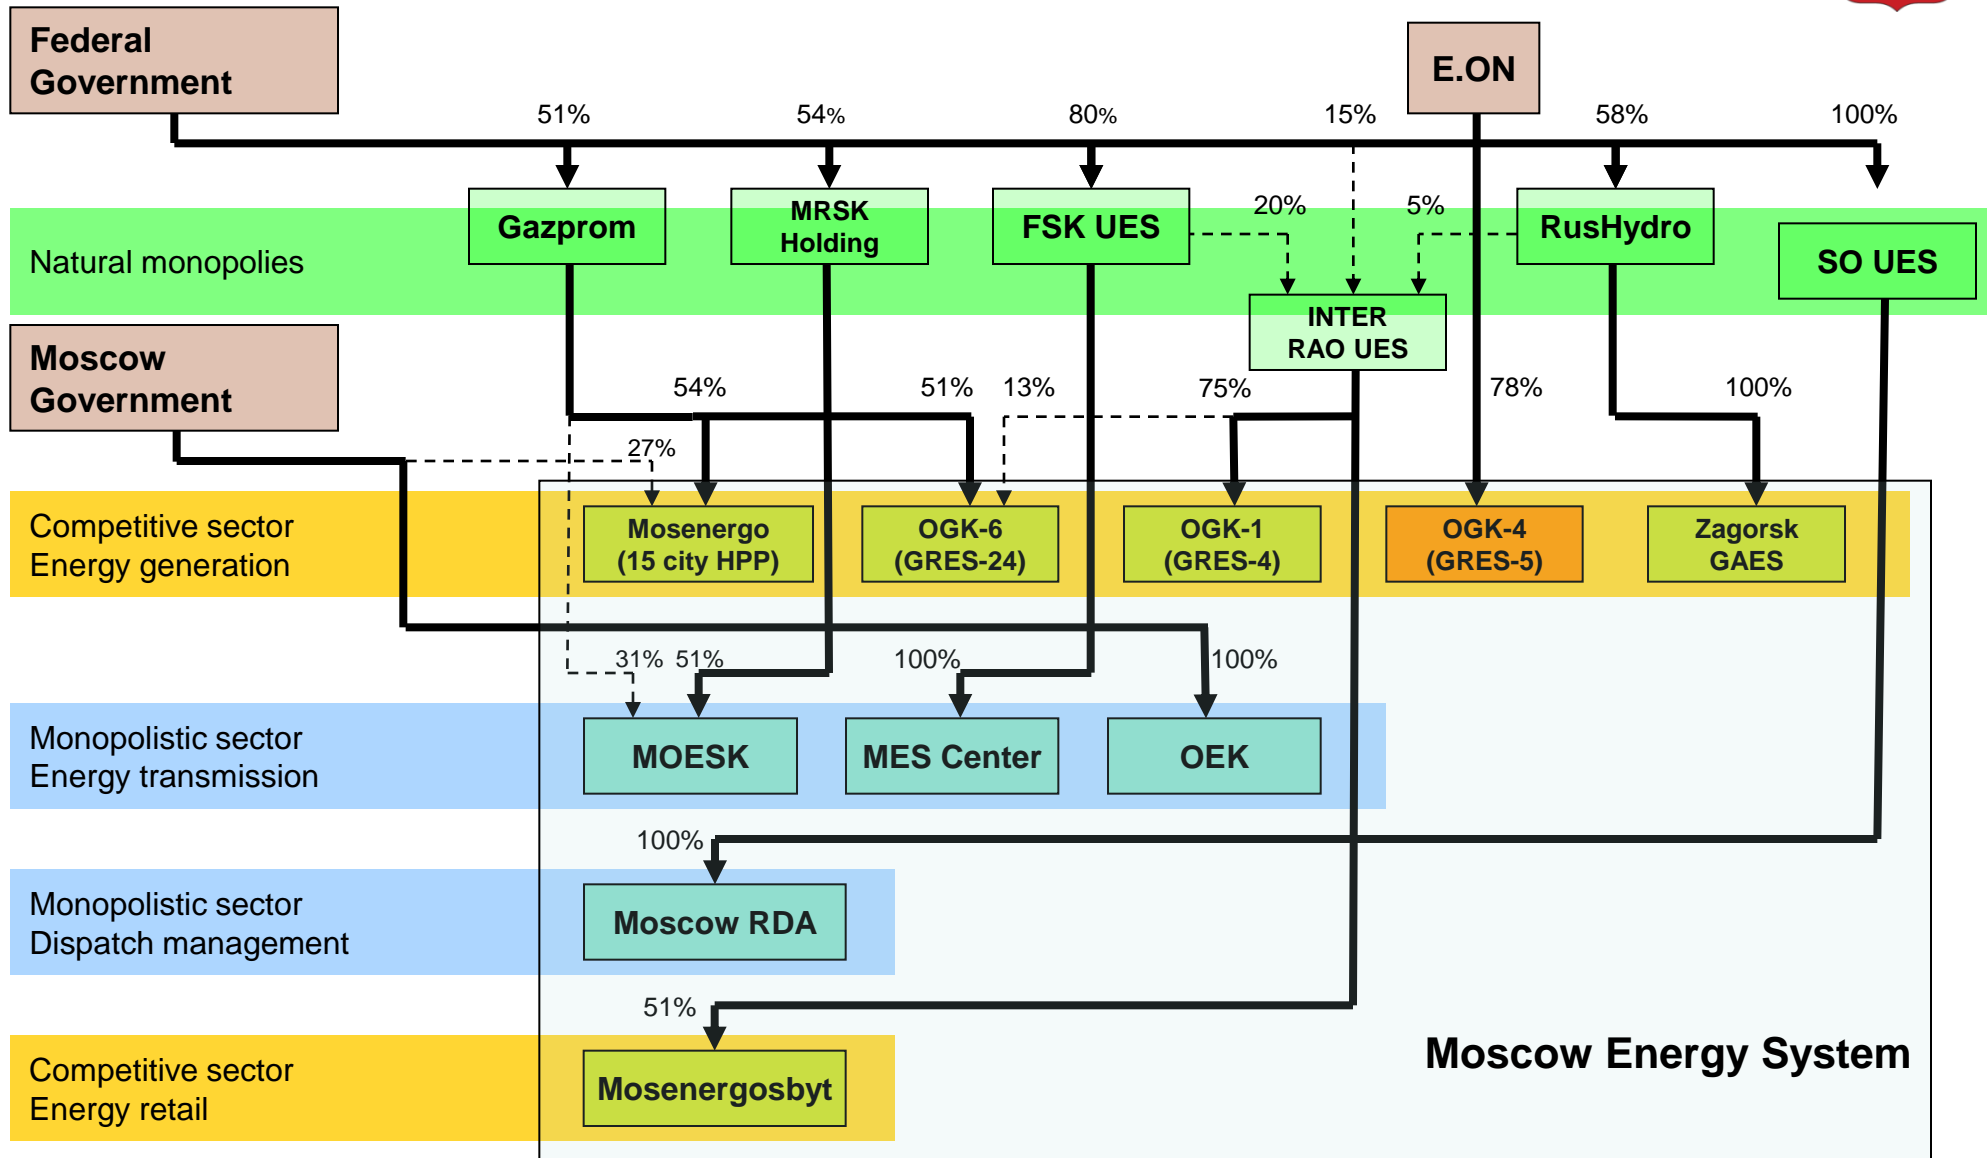 Federal
Government
E.ON
51%
54%
80%
15%
58%
100%
Gazprom
MRSK
Holding
FSK UES
20%
5%
RusHydro
SO UES
Natural monopolies
INTER
RAO UES
Moscow
Government
54%
51%
13%
75%
78%
100%
27%
Competitive sector
Energy generation
Mosenergo
(15 city HPP)
OGK-6
(GRES-24)
OGK-1
(GRES-4)
OGK-4
(GRES-5)
Zagorsk
GAES
31%
51%
100%
100%
Monopolistic sector
Energy transmission
MOESK
MES Center
OEK
100%
Monopolistic sector
Dispatch management
Moscow RDA
51%
Moscow Energy System
Competitive sector
Energy retail
Mosenergosbyt